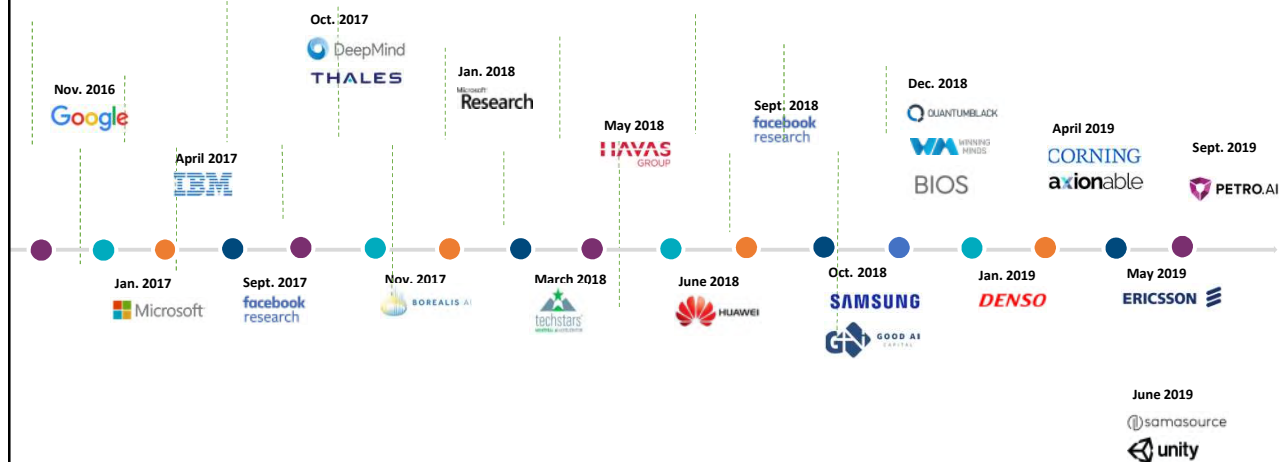 Nov. 2016
Google
Jan. 2017
Microsoft
April 2017
IBM
Sept. 2017
facebook
research
Oct. 2017
DeepMind
THALES
Nov. 2017
BOREALIS AI
Jan. 2018
Microsoft
Research
March 2018
techstars
May 2018
HAVAS
GROUP
June 2018
HUAWEI
Sept. 2018
facebook
research
Oct. 2018
SAMSUNG
GOOD AI
CAPITAL
Dec. 2018
QUANTUMBLACK
WM WINNING
MINDS
BIOS
Jan. 2019
DENSO
April 2019
CORNING
axionable
May 2019
ERICSSON
June 2019
samasource
unity
Sept. 2019
PETRO.AI